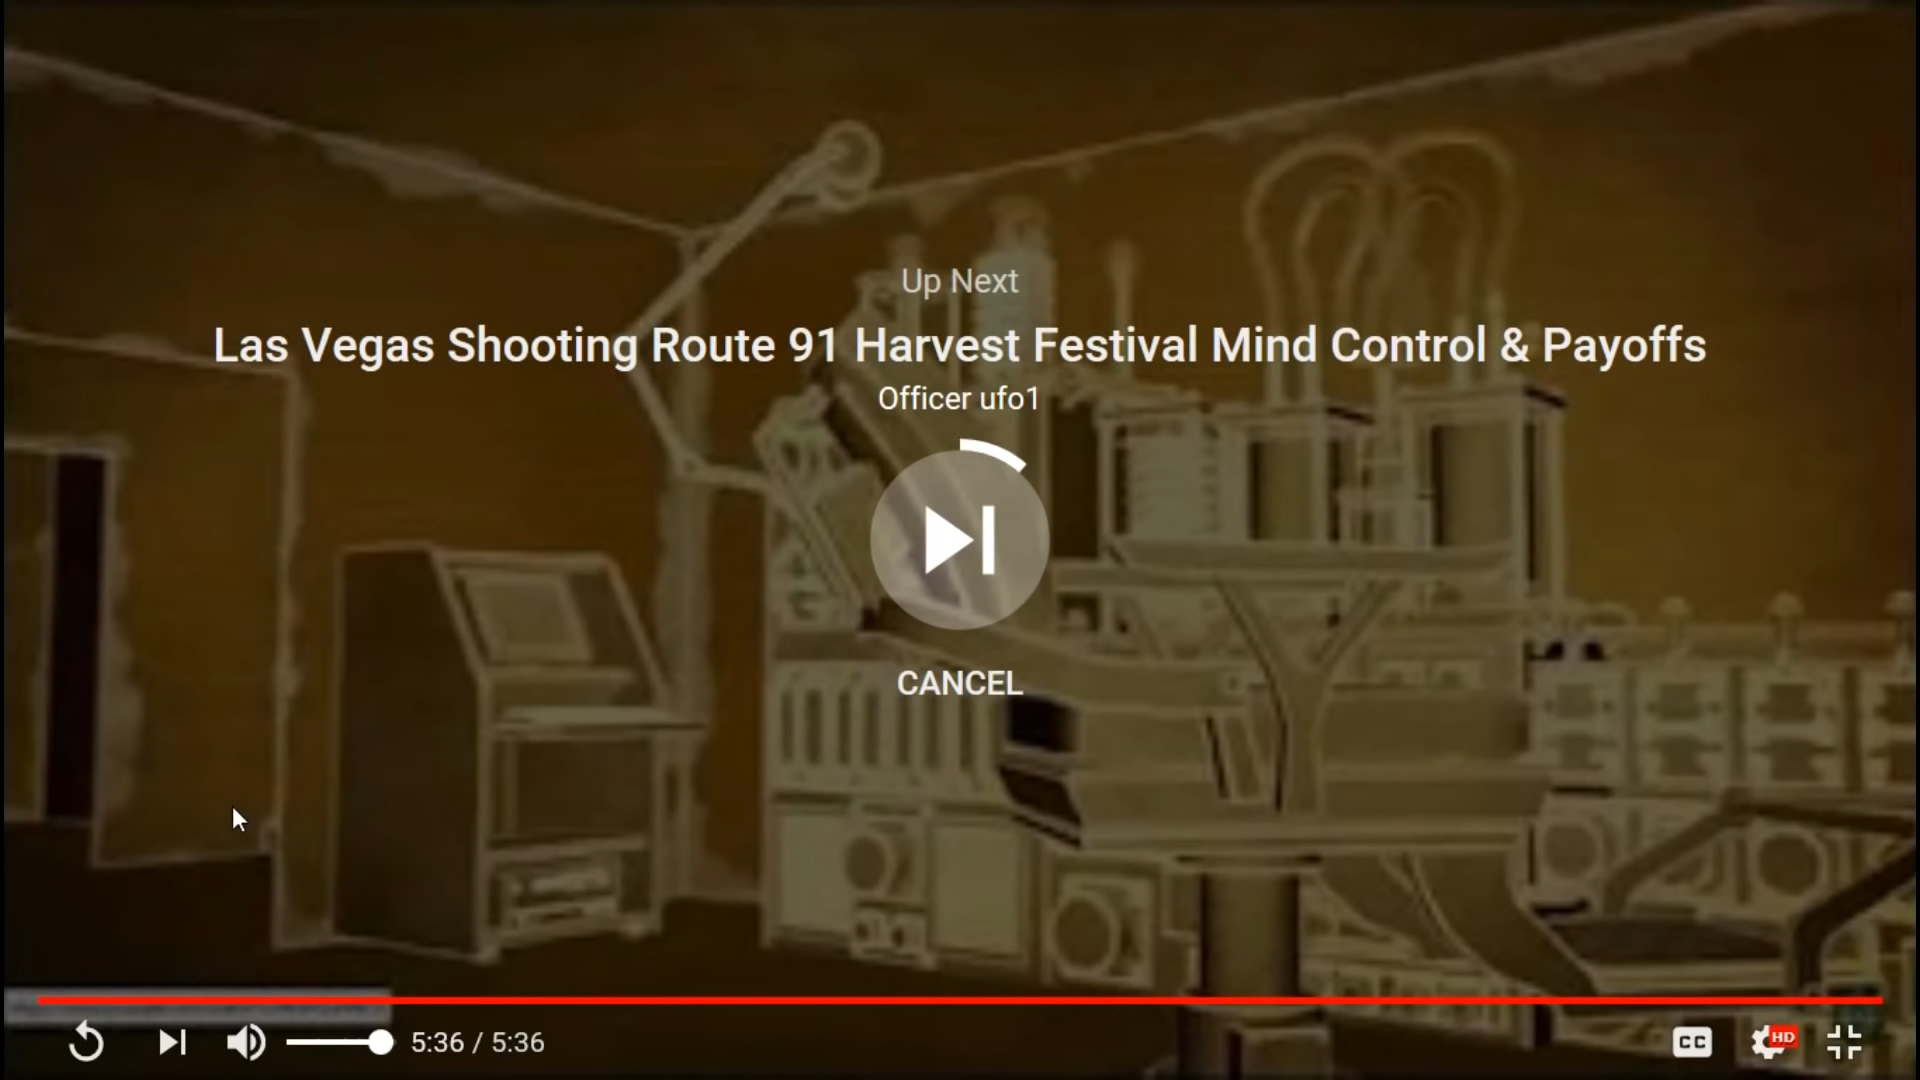 Up Next
Las Vegas Shooting Route 91 Harvest Festival Mind Control & Payoffs
Officer ufo1
CANCEL
5:36 / 5:36
CC
HD